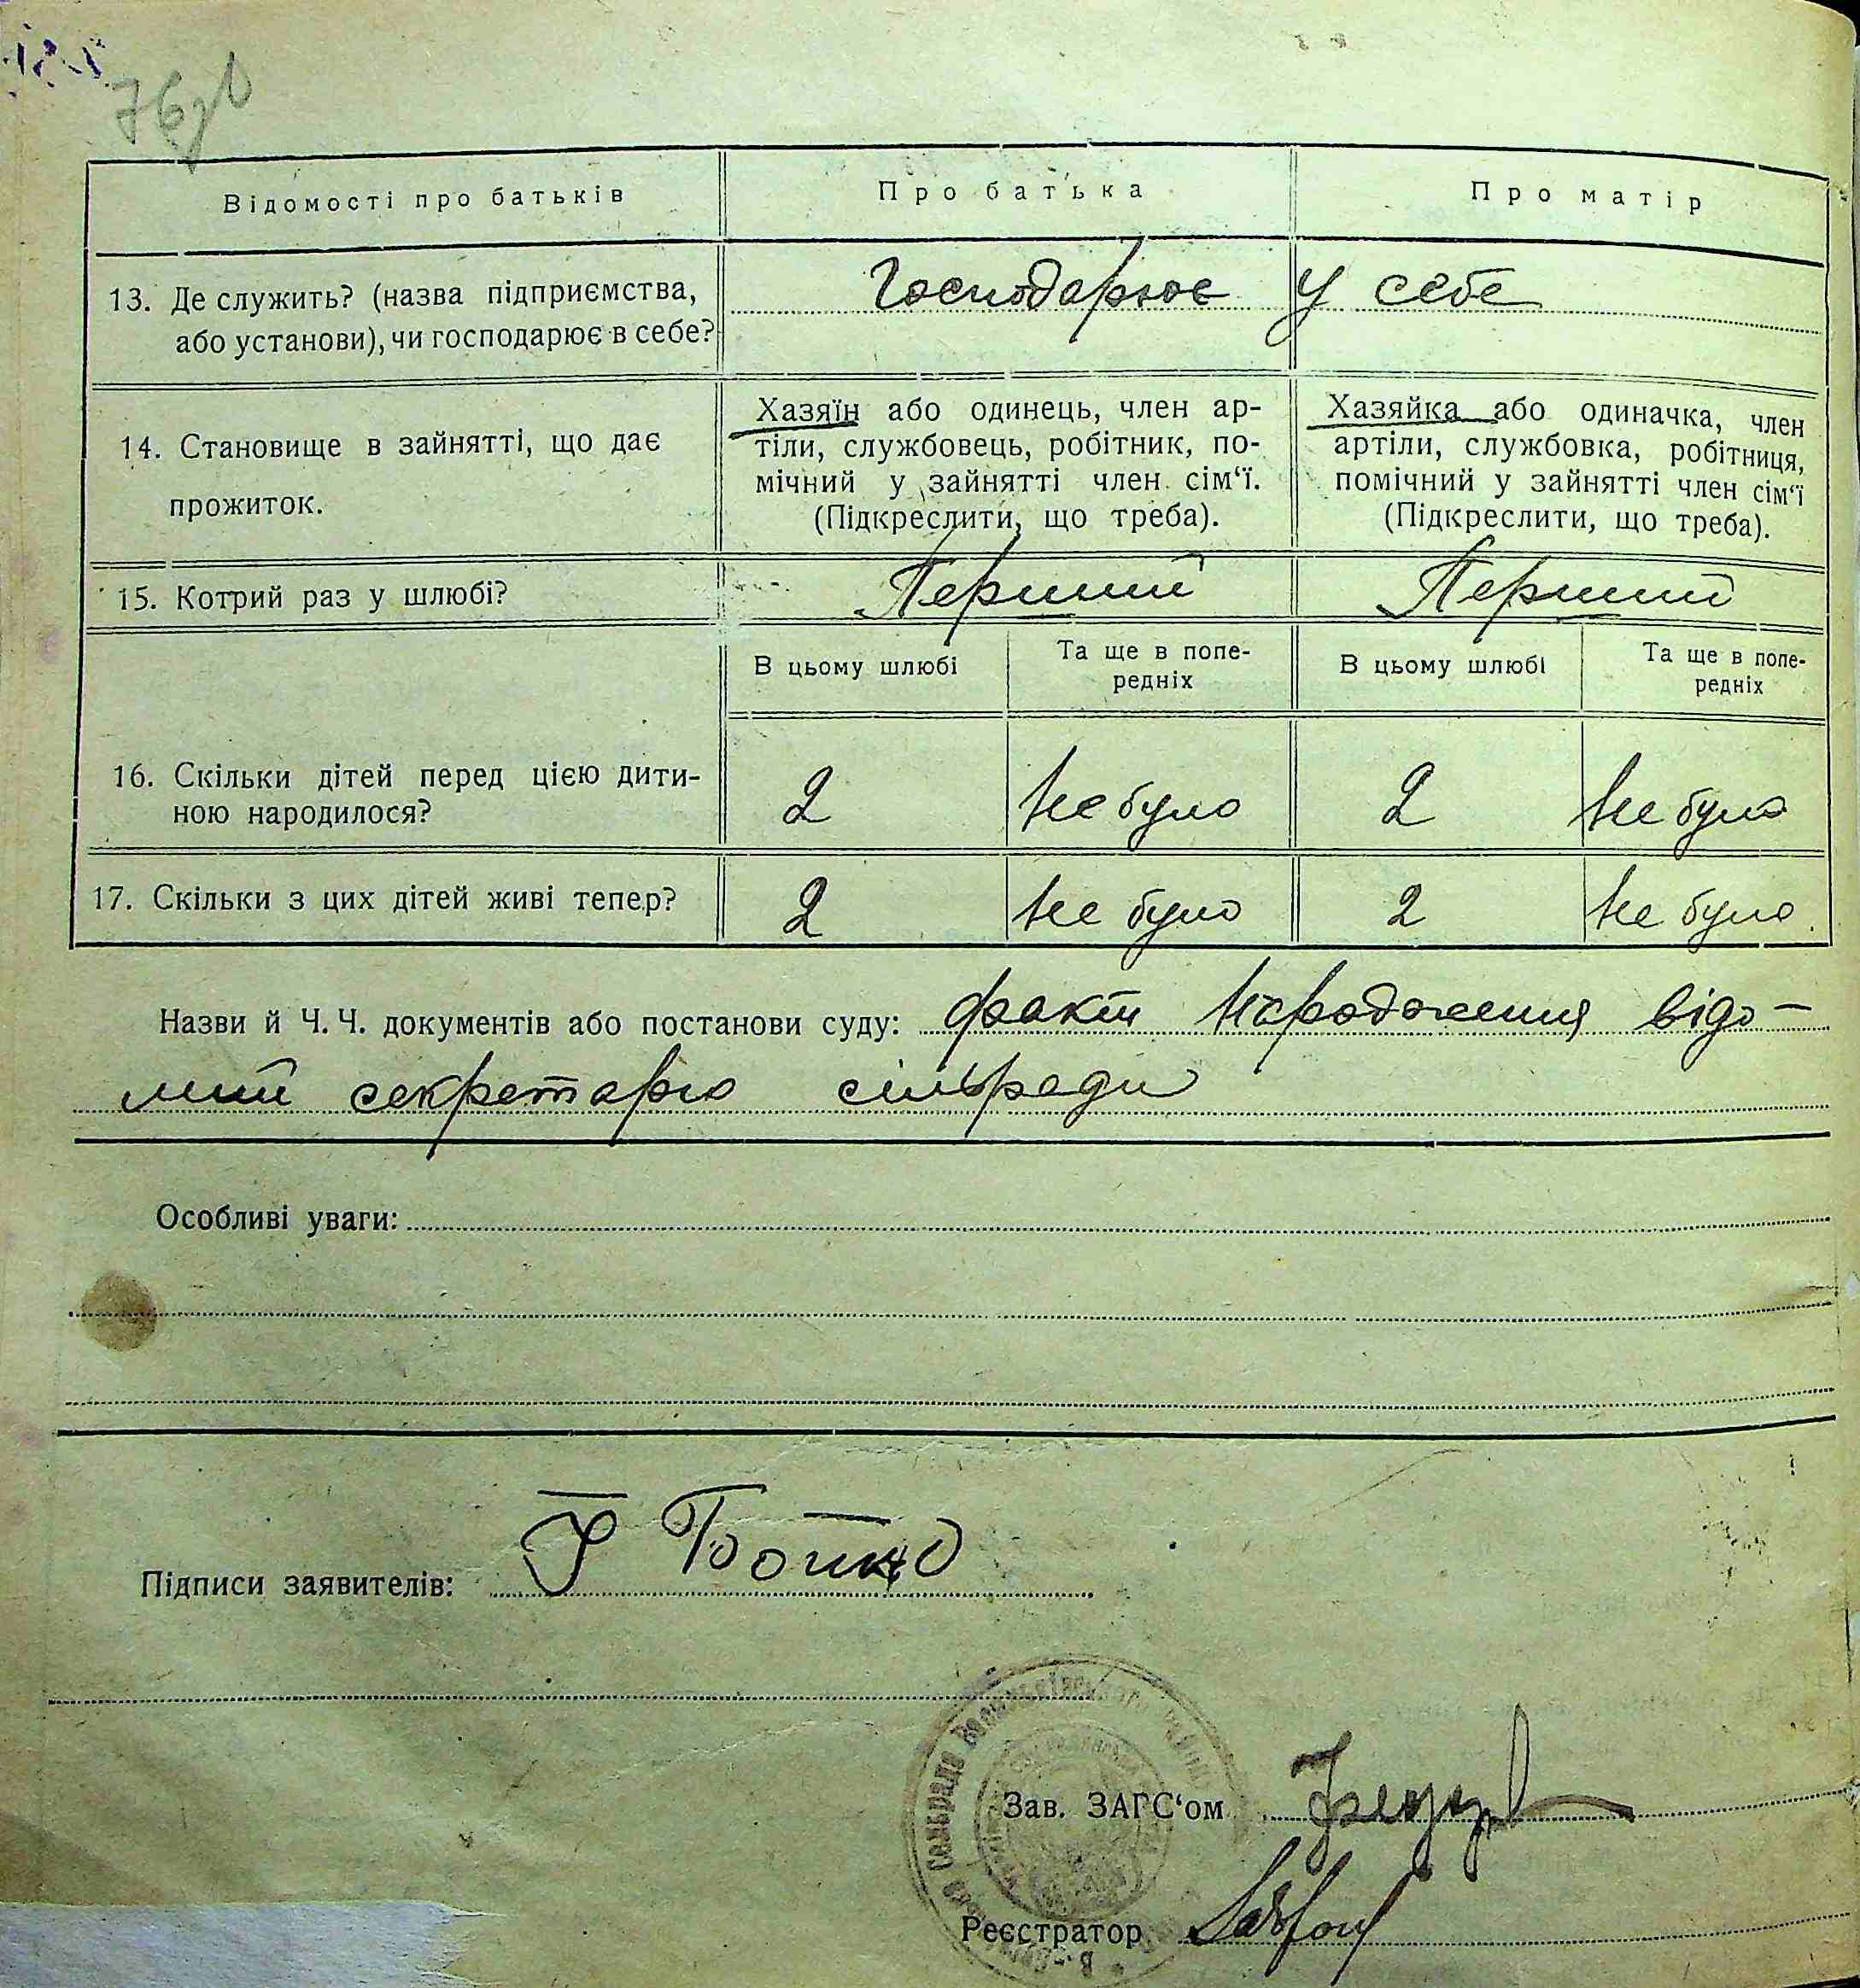 76зв
Відомості про батьків
Про батька
Про матір
13. Де служить? (назва підприємства,
або установи), чи господарює в себе?
Господарює у себе
14. Становище в зайнятті, що дає
прожиток.
Хазяїн або одинець, член ар-
тіли, службовець, робітник, по-
мічний у зайнятті член сім‘ї.
(Підкреслити, що треба).
Хазяйка або одиначка, член
артіли, службовка, робітниця,
помічний у зайнятті член сім‘ї
(Підкреслити, що треба).
15. Котрий раз у шлюбі?
Перший
Перший
В цьому шлюбі
Та ще в попе-
редніх
В цьому шлюбі
Та ще в попе-
редніх
16. Скільки дітей перед цією дити-
ною народилося?
2
не було
2
не було
17. Скільки з цих дітей живі тепер?
2
не було
2
не було
Назви й Ч. Ч. документів або постанови суду: факт народження відо-
мий секретарю сільради
Особливі уваги:
Підписи заявителів: Бойко
Сельрада
Зав. ЗАГС‘ом
Реєстратор